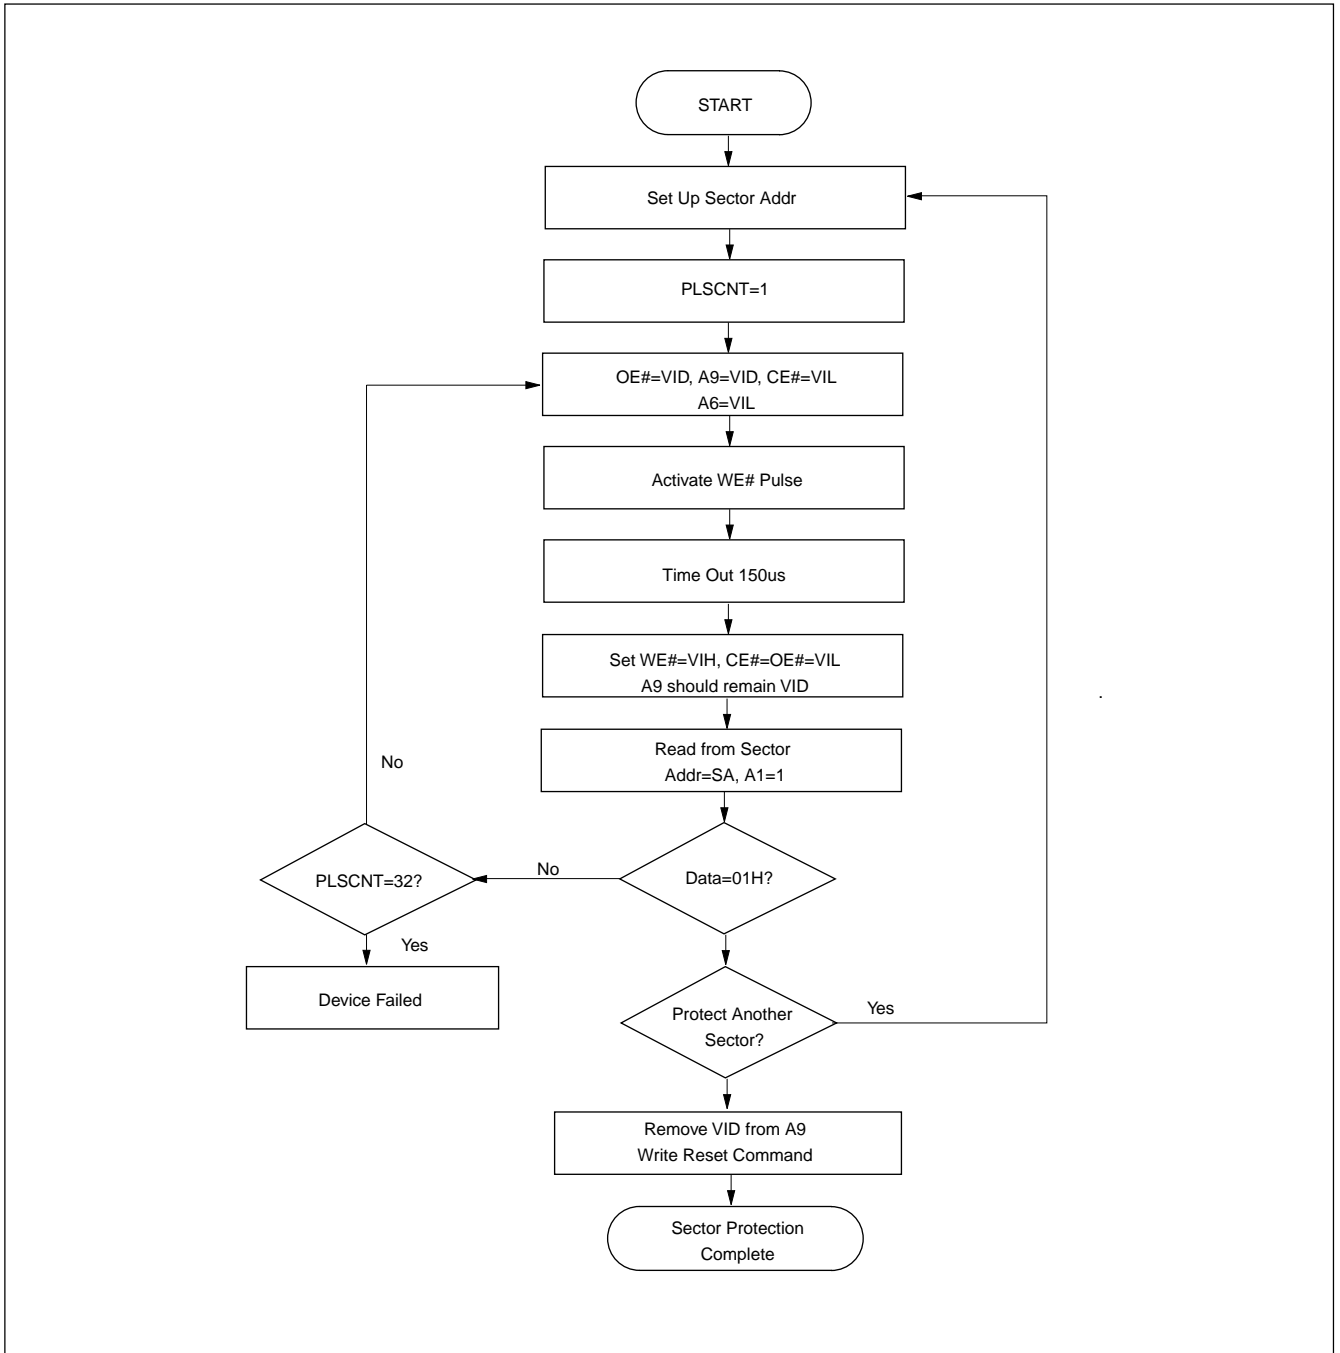 START
Set Up Sector Addr
PLSCNT=1
OE#=VID, A9=VID, CE#=VIL
A6=VIL
Activate WE# Pulse
Time Out 150us
Set WE#=VIH, CE#=OE#=VIL
A9 should remain VID
.
Read from Sector
Addr=SA, A1=1
No
PLSCNT=32?
No
Data=01H?
Yes
Device Failed
Protect Another
Sector?
Yes
Remove VID from A9
Write Reset Command
Sector Protection
Complete